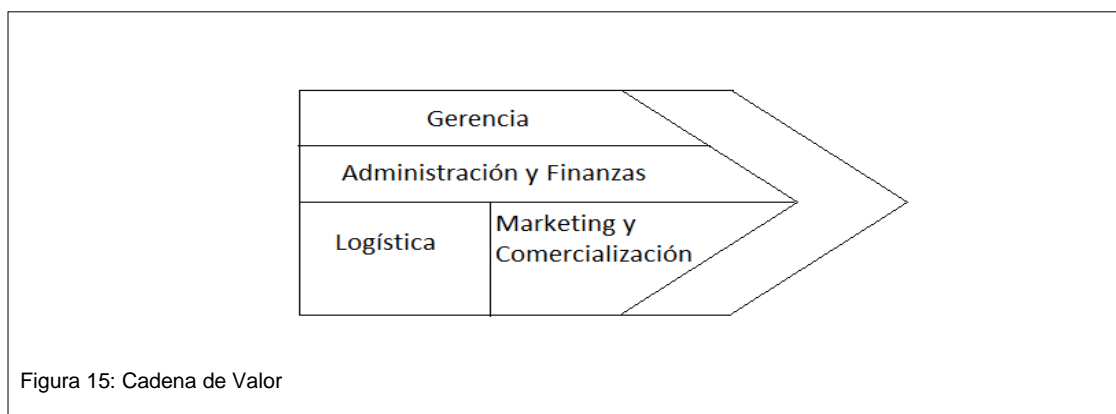 Gerencia
Administración y Finanzas
Logística
Marketing y
Comercialización
Figura 15: Cadena de Valor